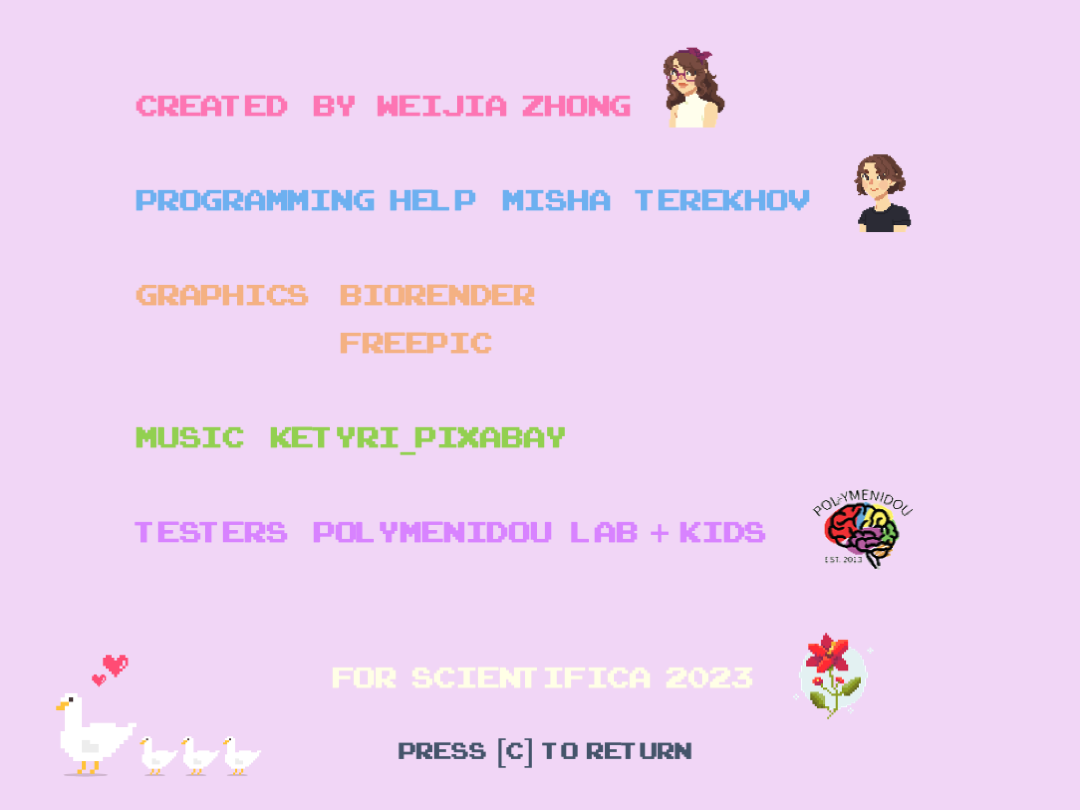 CREATED BY WEIJIA ZHONG
PROGRAMMING HELP MISHA TEREKHOV
GRAPHICS BIORENDER
FREEPIC
MUSIC KETYRI_PIXABAY
POLYMENIDOU
TESTERS POLYMENIDOU LAB + KIDS
EST. 2013
FOR SCIENTIFICA 2023
PRESS [C] TO RETURN